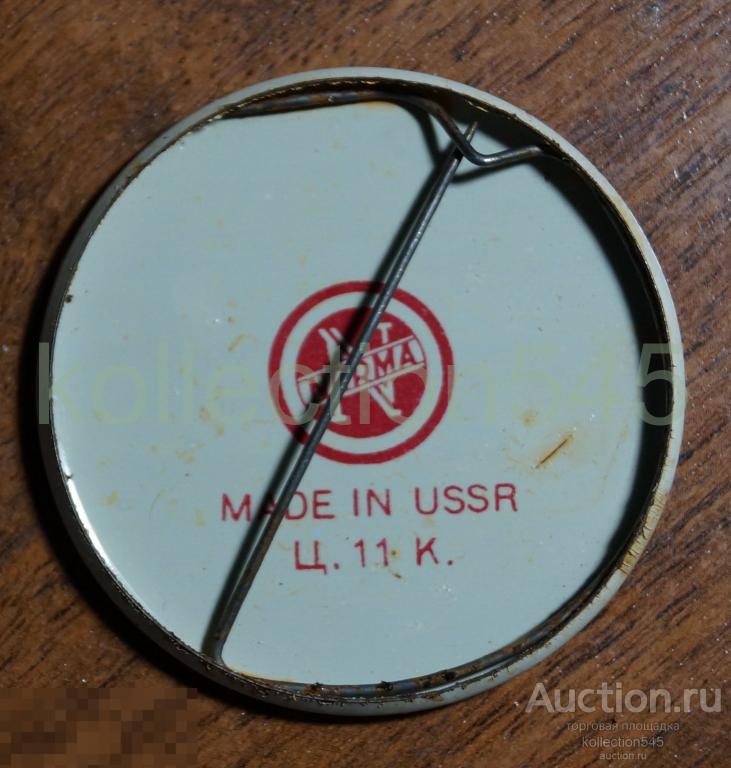 T
NORMA
N
MADE IN USSR
Ц. 11 К.
kollection545
Auction.ru
торговая площадка
kollection545
auction.ru